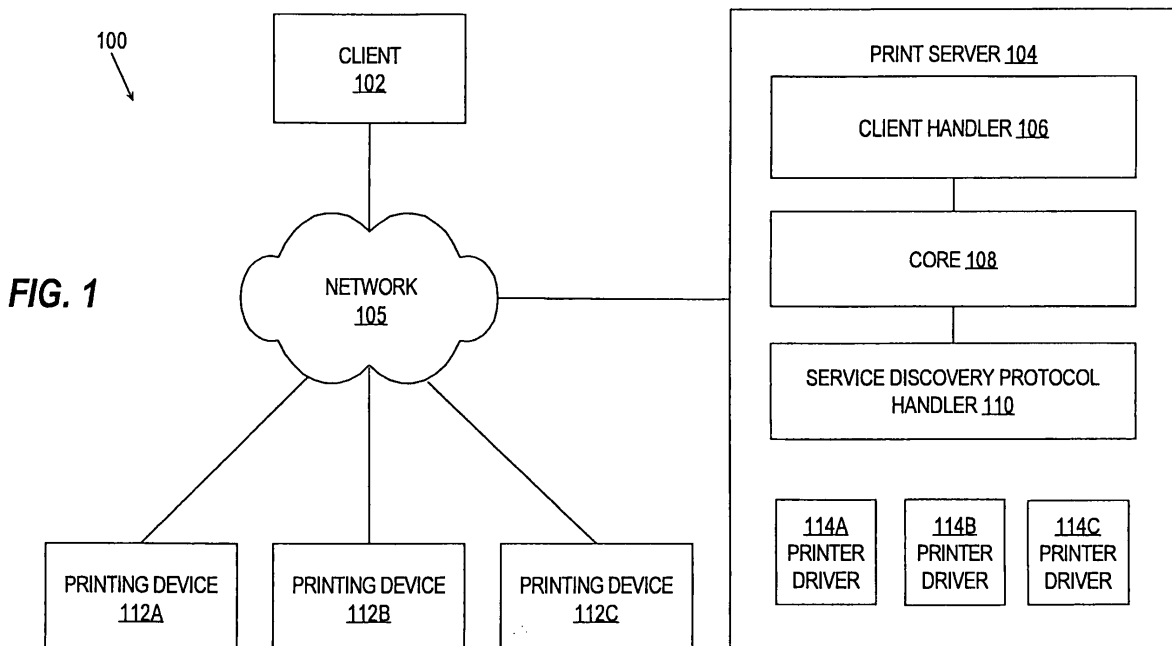 100
CLIENT
102
FIG. 1
NETWORK
105
PRINTING DEVICE
112A
PRINTING DEVICE
112B
PRINTING DEVICE
112C
PRINT SERVER 104
CLIENT HANDLER 106
CORE 108
SERVICE DISCOVERY PROTOCOL
HANDLER 110
114A
PRINTER
DRIVER
114B
PRINTER
DRIVER
114C
PRINTER
DRIVER